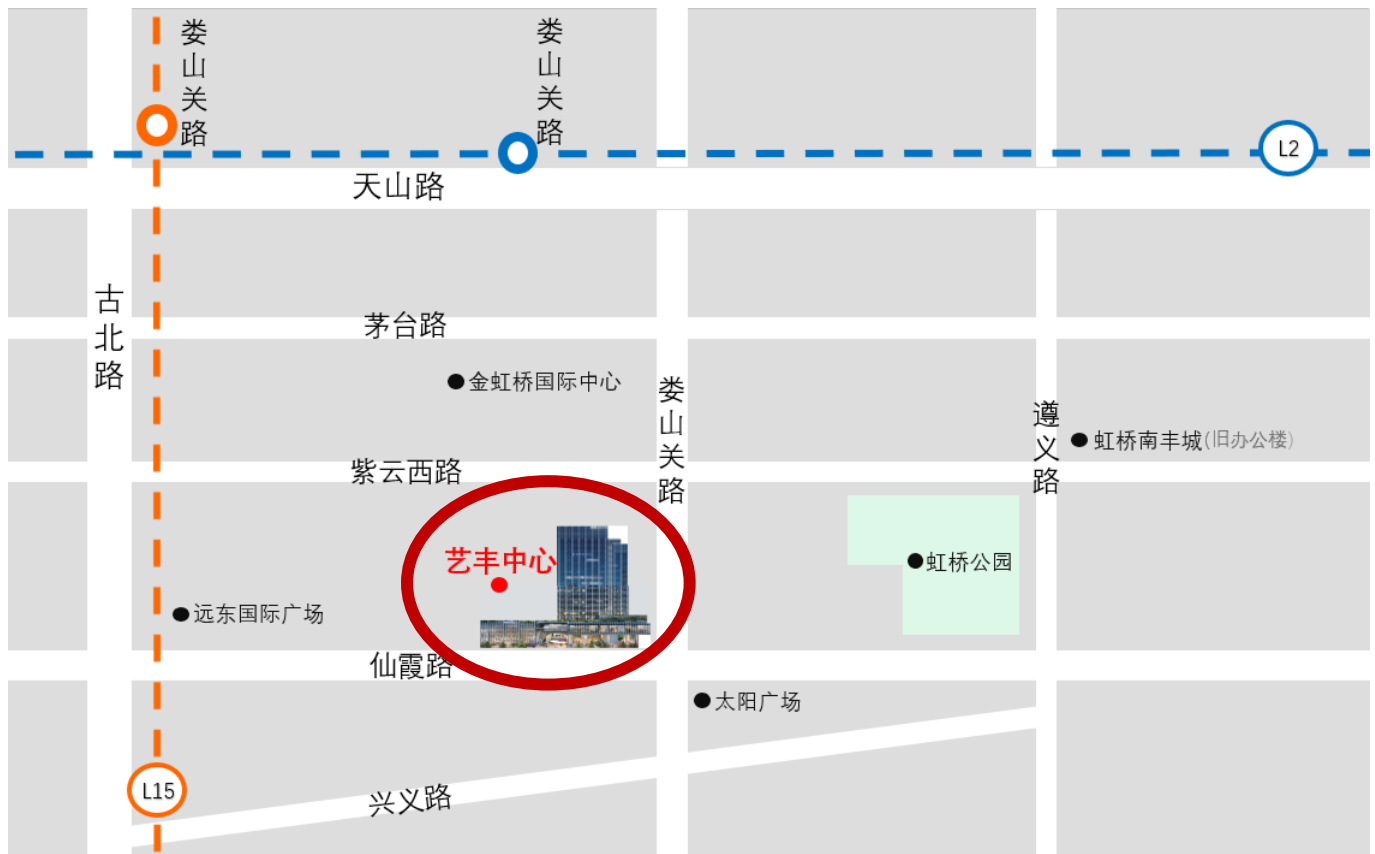 娄山关路
娄山关路
L2
天山路
古北路
茅台路
金虹桥国际中心
娄山关路
遵义路
虹桥南丰城(旧办公楼)
紫云西路
艺丰中心
虹桥公园
远东国际广场
仙霞路
太阳广场
L15
兴义路